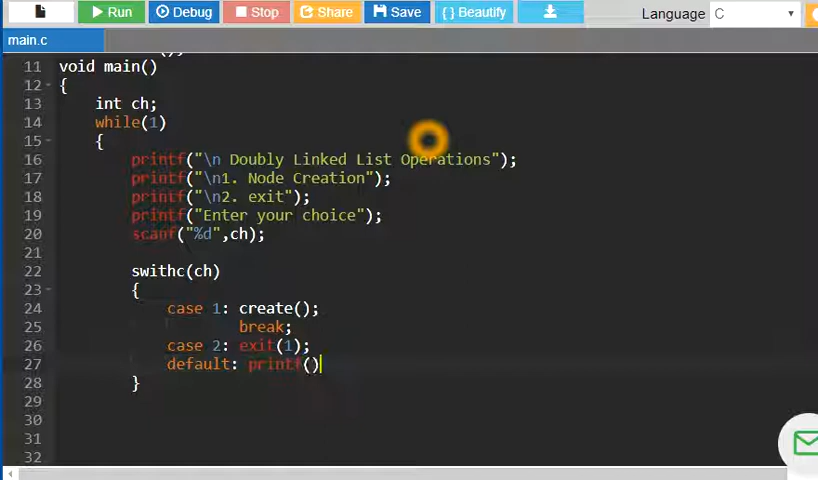 Run Debug Stop Share Save { } Beautify Language C
main.c
11 void main()
12 {
13 int ch;
14 while(1)
15 {
16 printf("\n Doubly Linked List Operations");
17 printf("\n1. Node Creation");
18 printf("\n2. exit");
19 printf("Enter your choice");
20 scanf("%d",ch);
21
22 swithc(ch)
23 {
24 case 1: create();
25 break;
26 case 2: exit(1);
27 default: printf()
28 }
29
30
31
32